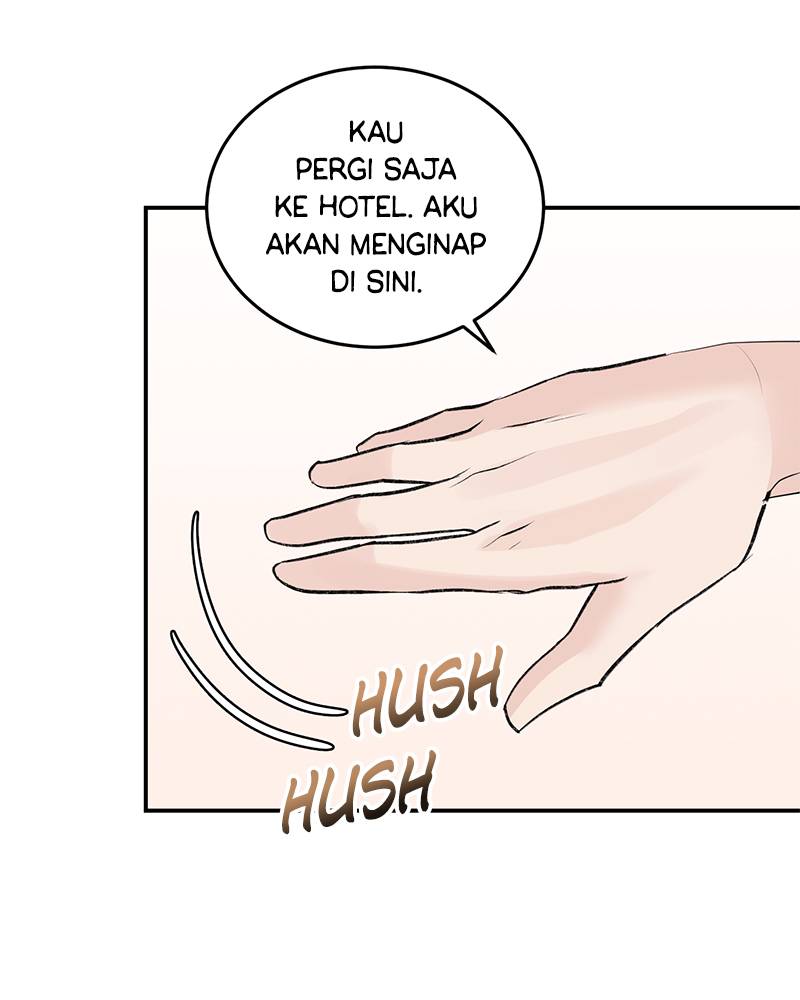 KAU
PERGI SAJA
KE HOTEL. AKU
AKAN MENGINAP
DI SINI.
HUSH
HUSH